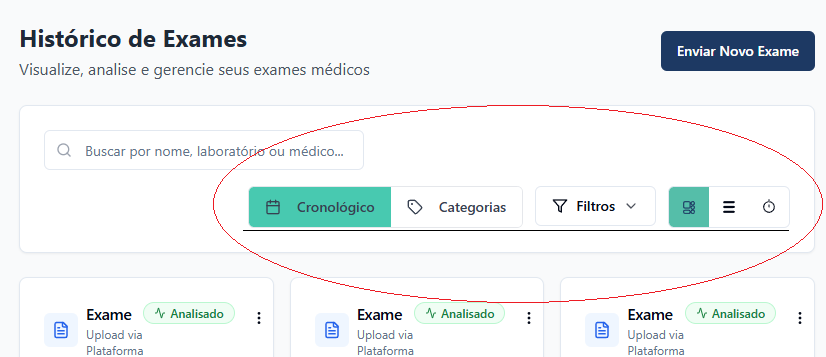 Histórico de Exames
Enviar Novo Exame
Visualize, analise e gerencie seus exames médicos
Buscar por nome, laboratório ou médico...
Cronológico Categorias Filtros
Exame Analisado Exame Analisado Exame Analisado
Upload via Upload via Upload via
Plataforma Plataforma Plataforma